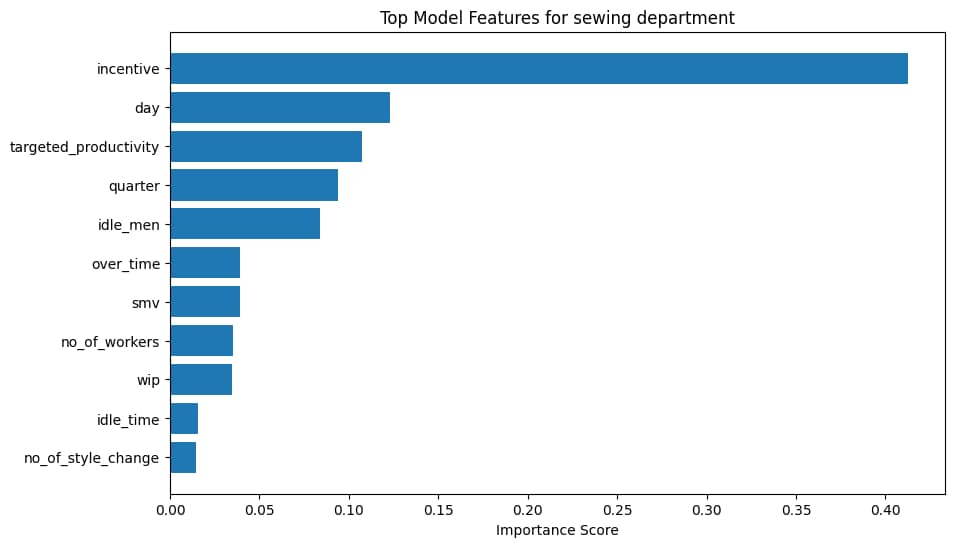 Top Model Features for sewing department
incentive
day
targeted_productivity
quarter
idle_men
over_time
smv
no_of_workers
wip
idle_time
no_of_style_change
0.00 0.05 0.10 0.15 0.20 0.25 0.30 0.35 0.40
Importance Score